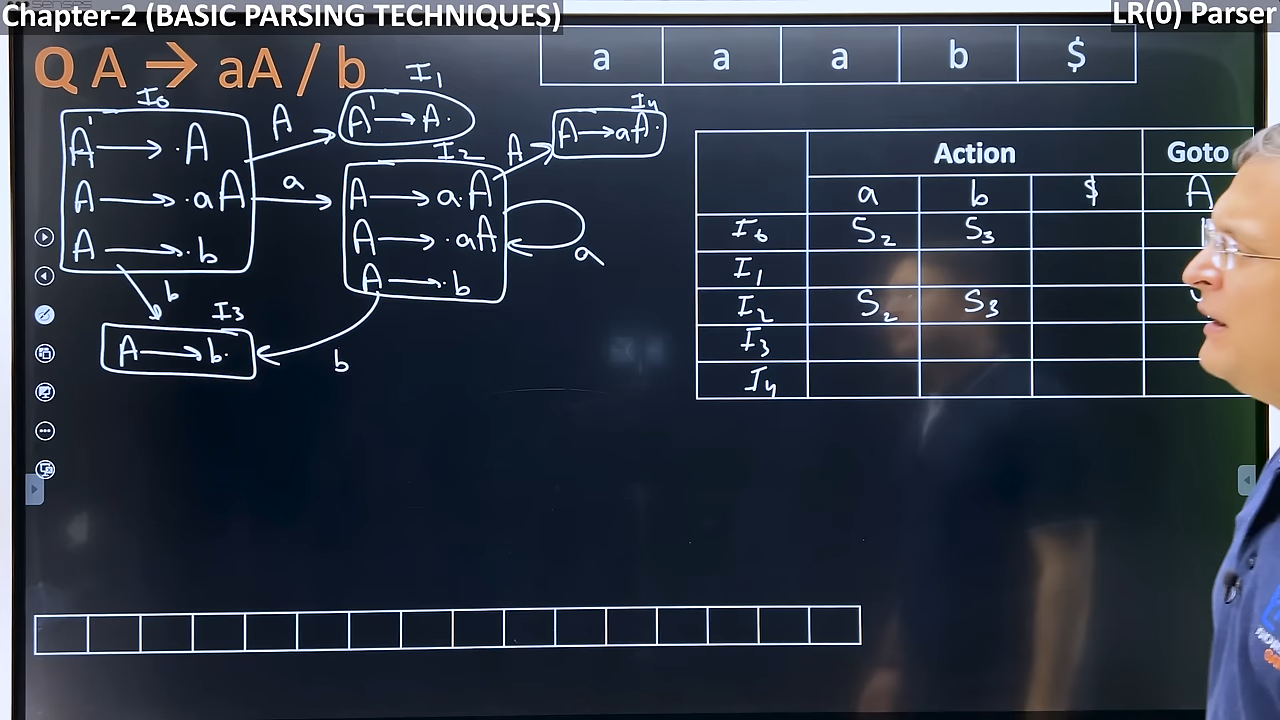 Chapter-2 (BASIC PARSING TECHNIQUES)
LR(0) Parser
Q A → aA / b
a a a b $
I0
A' → .A
A → .aA
A → .b
A
I1
A' → A.
a
I2
A → a.A
A → .aA
A → .b
A
I4
A → aA.
a
b
I3
A → b.
b
Action Goto
a b $ A
I0 S2 S3
I1
I2 S2 S3
I3
I4